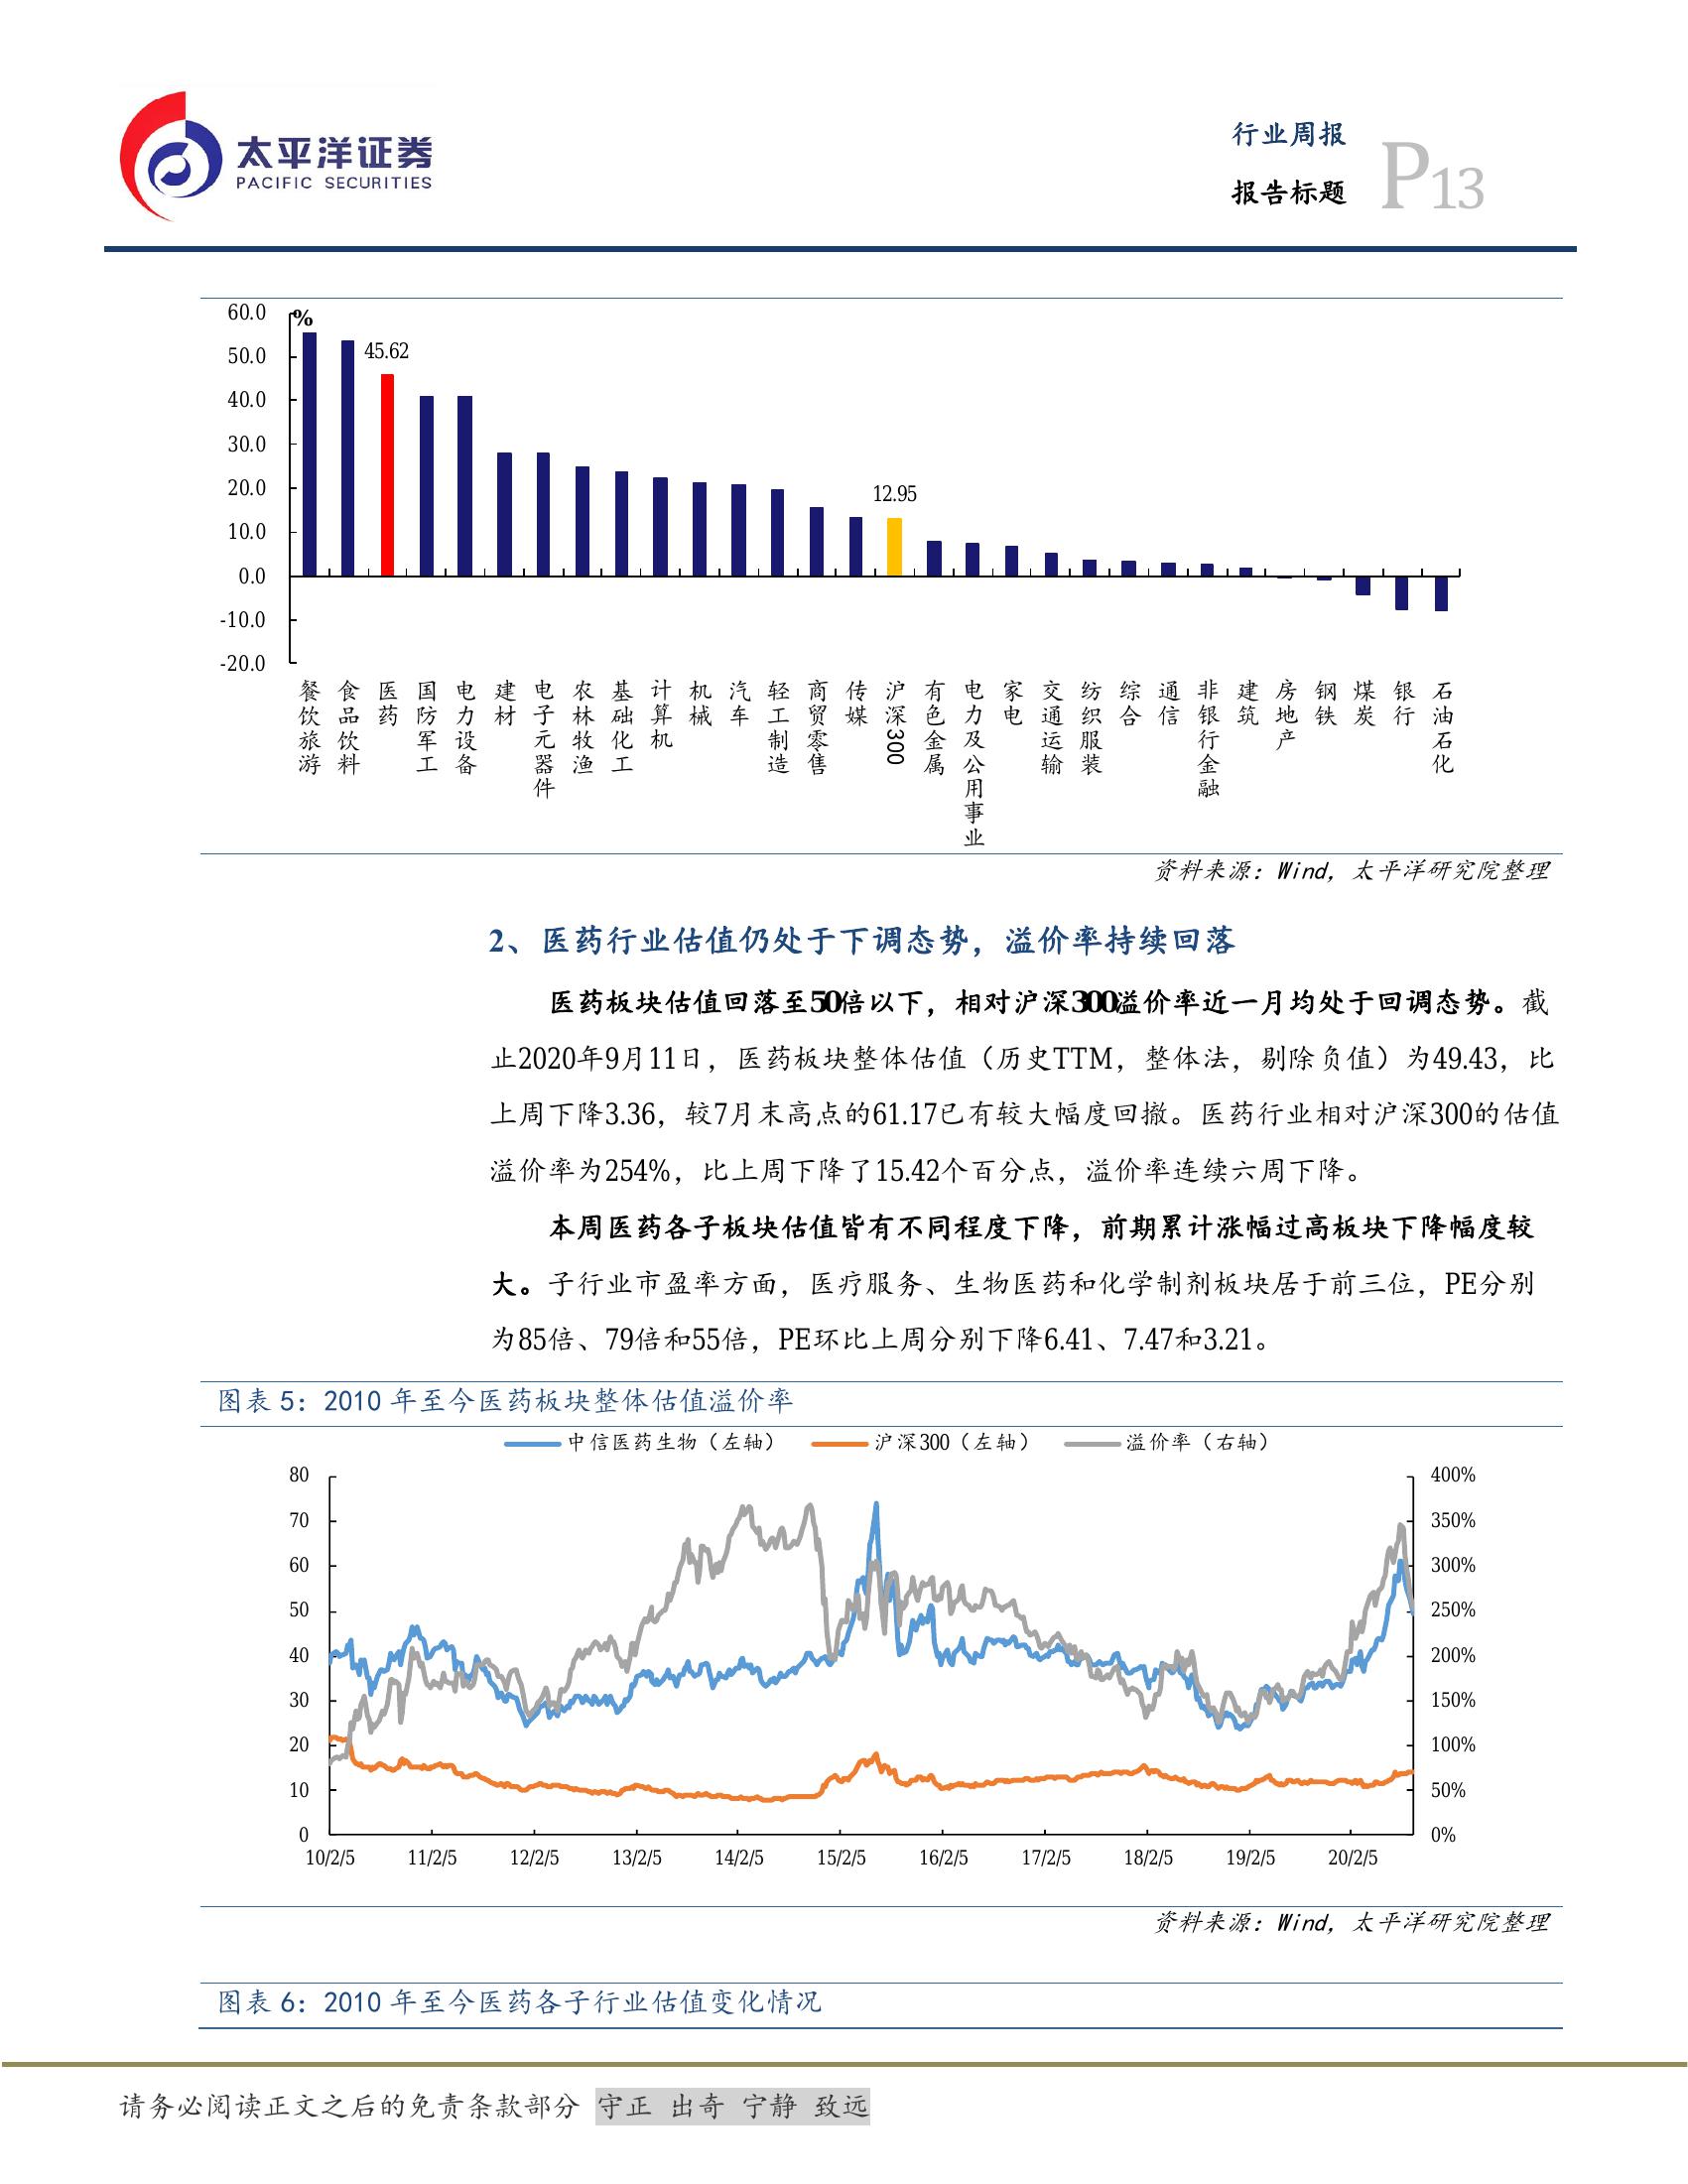 太平洋证券
PACIFIC SECURITIES
行业周报
报告标题
P13
60.0
50.0
40.0
30.0
20.0
10.0
0.0
-10.0
-20.0
%
45.62
12.95
餐饮旅游
食品饮料
医药
国防军工
电力设备
建材
电子元器件
农林牧渔
基础化工
计算机
机械
汽车
轻工制造
商贸零售
传媒
沪深300
有色金属
电力及公用事业
家电
交通运输
纺织服装
综合
通信
非银行金融
建筑
房地产
钢铁
煤炭
银行
石油石化
资料来源：Wind，太平洋研究院整理
2、医药行业估值仍处于下调态势，溢价率持续回落
医药板块估值回落至50倍以下，相对沪深300溢价率近一月均处于回调态势。截
止2020年9月11日，医药板块整体估值（历史TTM，整体法，剔除负值）为49.43，比
上周下降3.36，较7月末高点的61.17已有较大幅度回撤。医药行业相对沪深300的估值
溢价率为254%，比上周下降了15.42个百分点，溢价率连续六周下降。
本周医药各子板块估值皆有不同程度下降，前期累计涨幅过高板块下降幅度较
大。子行业市盈率方面，医疗服务、生物医药和化学制剂板块居于前三位，PE分别
为85倍、79倍和55倍，PE环比上周分别下降6.41、7.47和3.21。
图表 5：2010 年至今医药板块整体估值溢价率
中信医药生物（左轴） 沪深300（左轴） 溢价率（右轴）
80
70
60
50
40
30
20
10
0
400%
350%
300%
250%
200%
150%
100%
50%
0%
10/2/5 11/2/5 12/2/5 13/2/5 14/2/5 15/2/5 16/2/5 17/2/5 18/2/5 19/2/5 20/2/5
资料来源：Wind，太平洋研究院整理
图表 6：2010 年至今医药各子行业估值变化情况
请务必阅读正文之后的免责条款部分 守正 出奇 宁静 致远